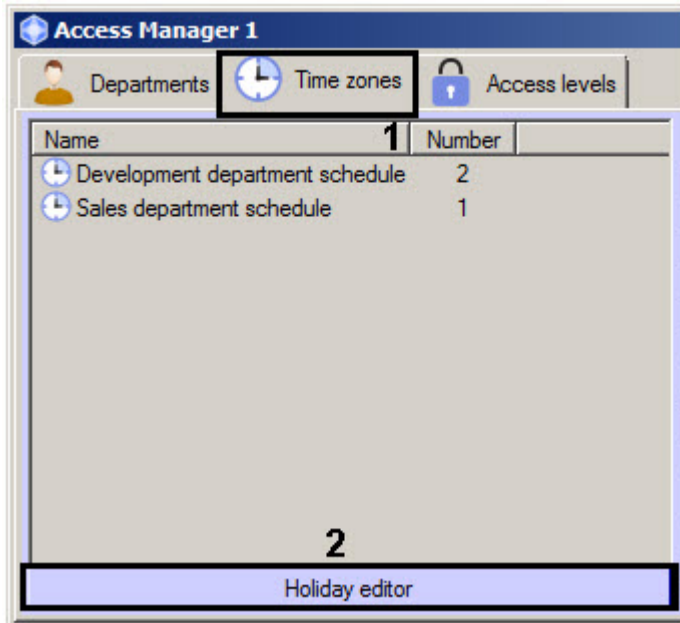 Access Manager 1
Departments Time zones Access levels
1
Name Number
Development department schedule 2
Sales department schedule 1
2
Holiday editor